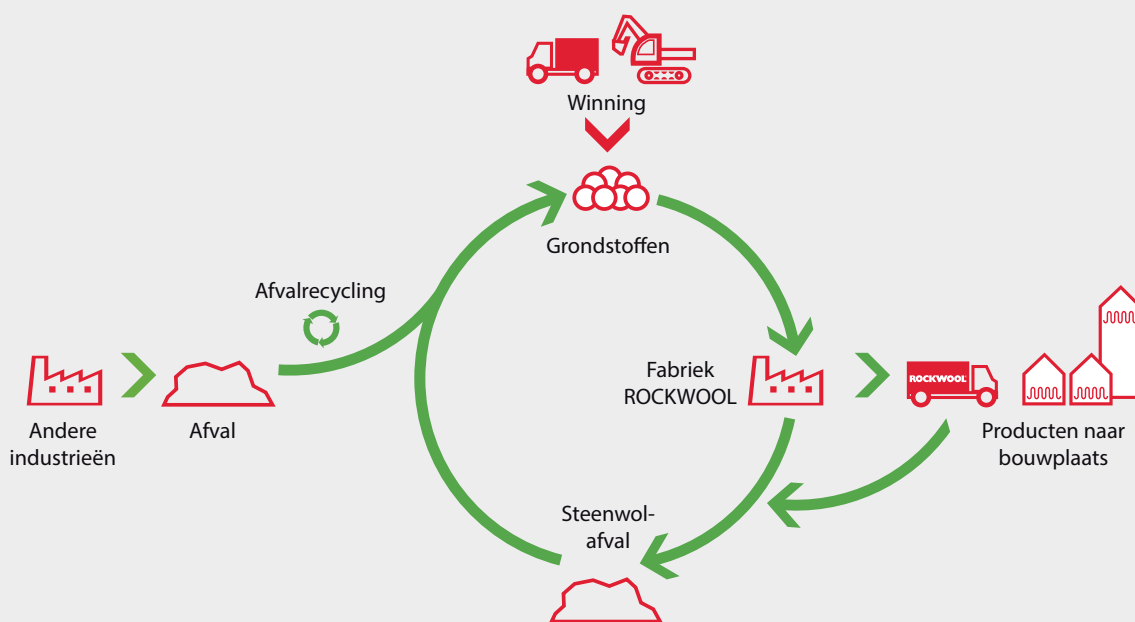 Winning
Grondstoffen
Afvalrecycling
Fabriek
ROCKWOOL
ROCKWOOL
Andere
industrieën
Afval
Producten naar
bouwplaats
Steenwol-
afval